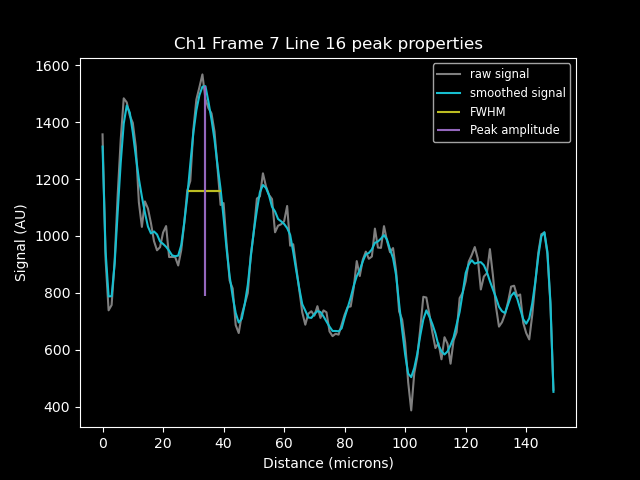 Ch1 Frame 7 Line 16 peak properties
raw signal
smoothed signal
FWHM
Peak amplitude
1600
1400
1200
1000
800
600
400
Signal (AU)
0 20 40 60 80 100 120 140
Distance (microns)